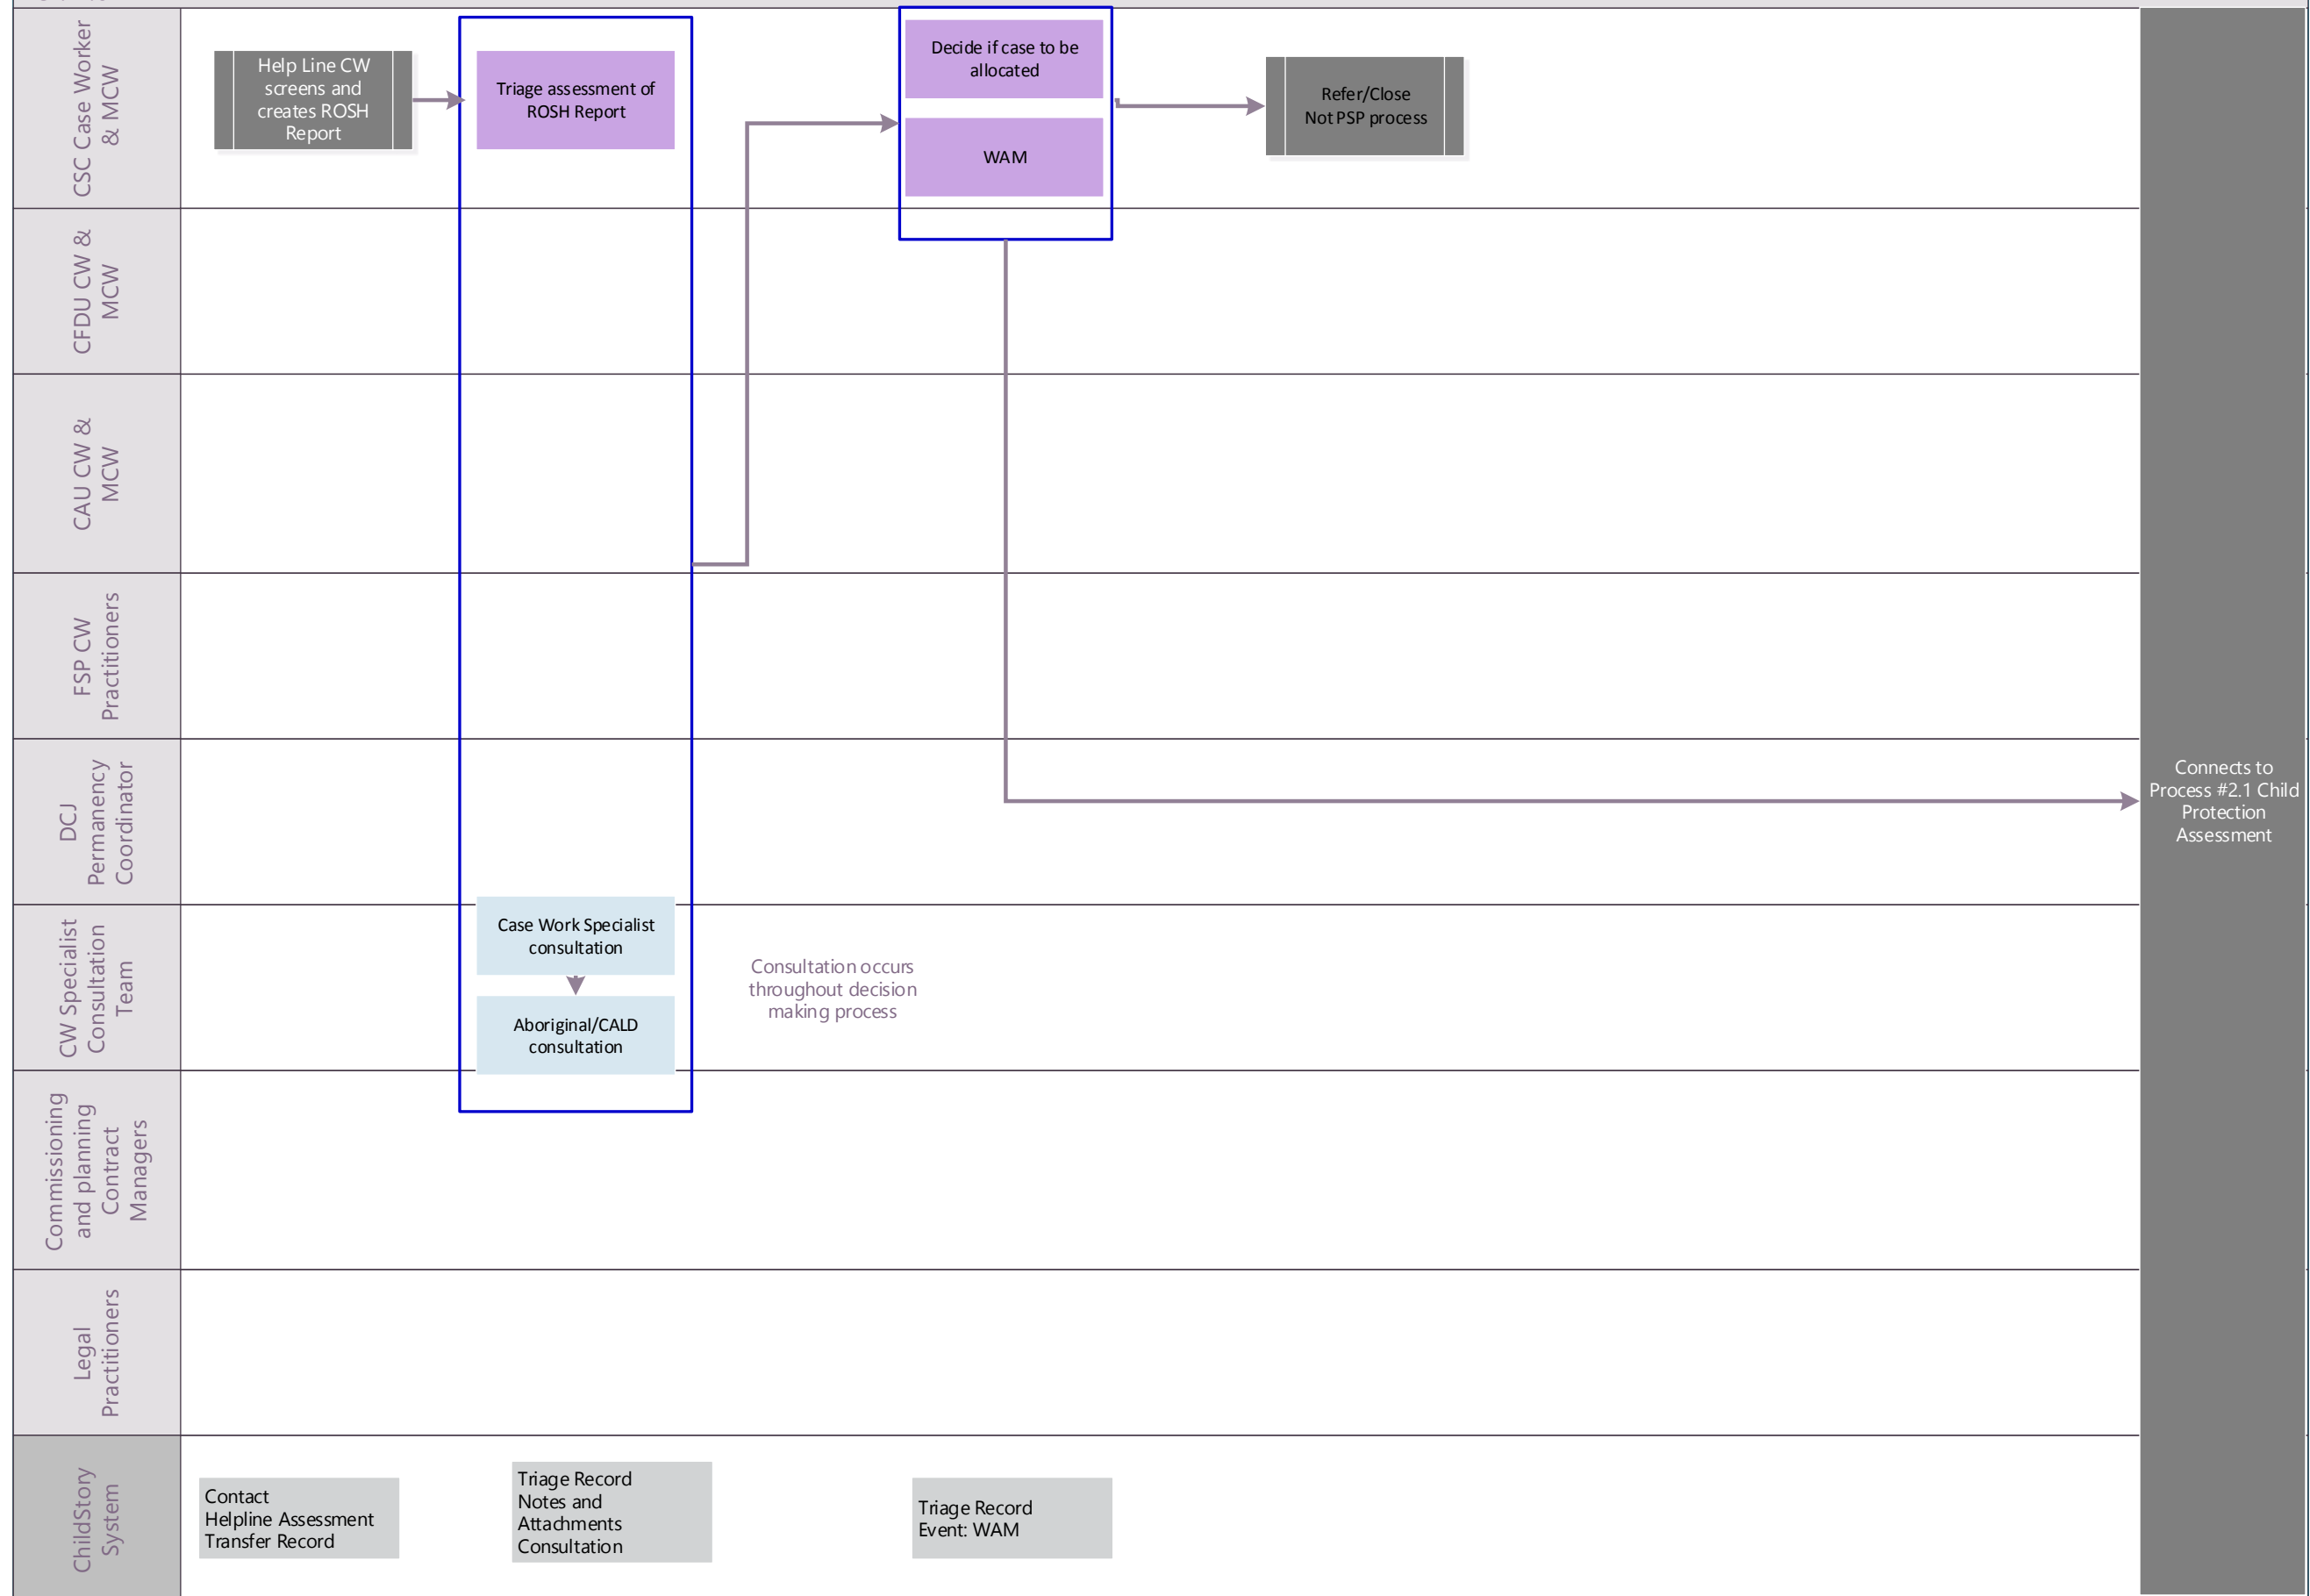 CSC Case Worker
& MCW
Help Line CW
screens and
creates ROSH
Report
Triage assessment of
ROSH Report
Decide if case to be
allocated
WAM
Refer/Close
Not PSP process
CFDU CW &
MCW
CAU CW &
MCW
FSP CW
Practitioners
DCJ
Permanency
Coordinator
Connects to
Process #2.1 Child
Protection
Assessment
CW Specialist
Consultation
Team
Case Work Specialist
consultation
Aboriginal/CALD
consultation
Consultation occurs
throughout decision
making process
Commissioning
and planning
Contract
Managers
Legal
Practitioners
ChildStory
System
Contact
Helpline Assessment
Transfer Record
Triage Record
Notes and
Attachments
Consultation
Triage Record
Event: WAM